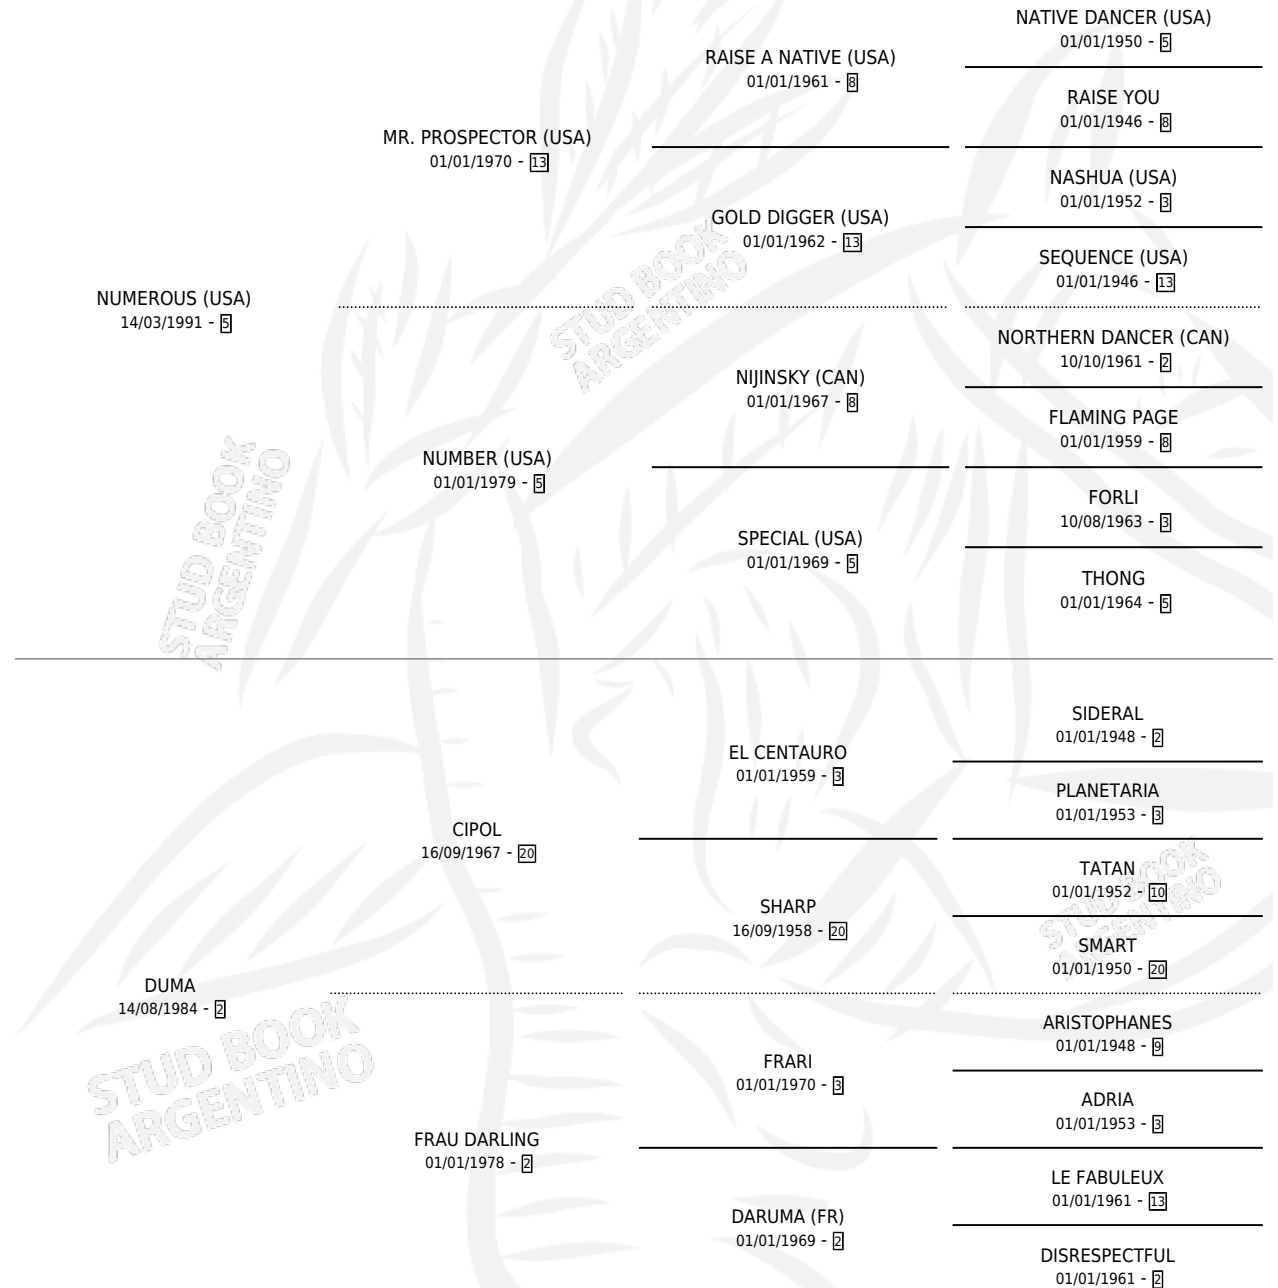 NATIVE DANCER (USA)
01/01/1950 - 5
RAISE A NATIVE (USA)
01/01/1961 - 8
RAISE YOU
01/01/1946 - 8
MR. PROSPECTOR (USA)
01/01/1970 - 13
NASHUA (USA)
01/01/1952 - 3
GOLD DIGGER (USA)
01/01/1962 - 13
SEQUENCE (USA)
01/01/1946 - 13
NUMEROUS (USA)
14/03/1991 - 5
STUD BOOK
ARGENTINO
NORTHERN DANCER (CAN)
10/10/1961 - 2
NIJINSKY (CAN)
01/01/1967 - 8
FLAMING PAGE
01/01/1959 - 8
NUMBER (USA)
01/01/1979 - 5
FORLI
10/08/1963 - 3
SPECIAL (USA)
01/01/1969 - 5
THONG
01/01/1964 - 5
STUD BOOK
ARGENTINO
SIDERAL
01/01/1948 - 2
EL CENTAURO
01/01/1959 - 3
PLANETARIA
01/01/1953 - 3
CIPOL
16/09/1967 - 20
TATAN
01/01/1952 - 10
SHARP
16/09/1958 - 20
SMART
01/01/1950 - 20
STUD BOOK
ARGENTINO
DUMA
14/08/1984 - 2
ARISTOPHANES
01/01/1948 - 9
FRARI
01/01/1970 - 3
ADRIA
01/01/1953 - 3
FRAU DARLING
01/01/1978 - 2
LE FABULEUX
01/01/1961 - 13
DARUMA (FR)
01/01/1969 - 2
DISRESPECTFUL
01/01/1961 - 2
STUD BOOK
ARGENTINO